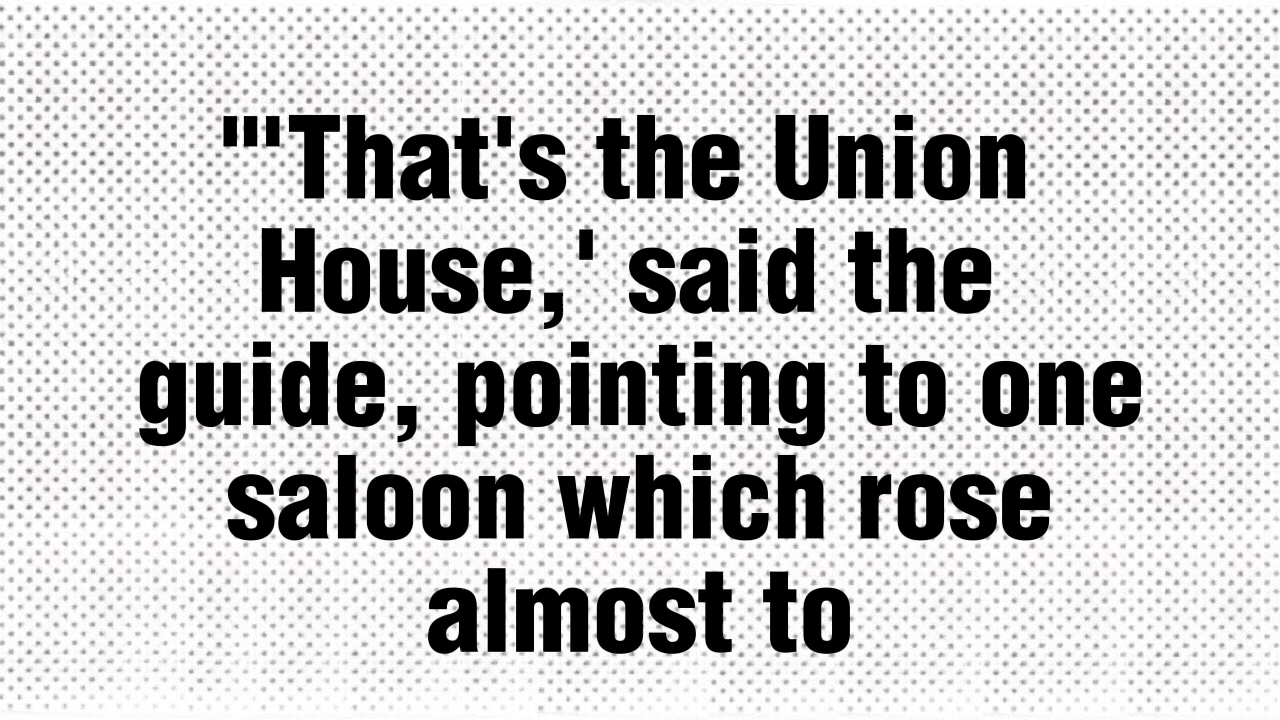 "'That's the Union
House,' said the
guide, pointing to one
saloon which rose
almost to